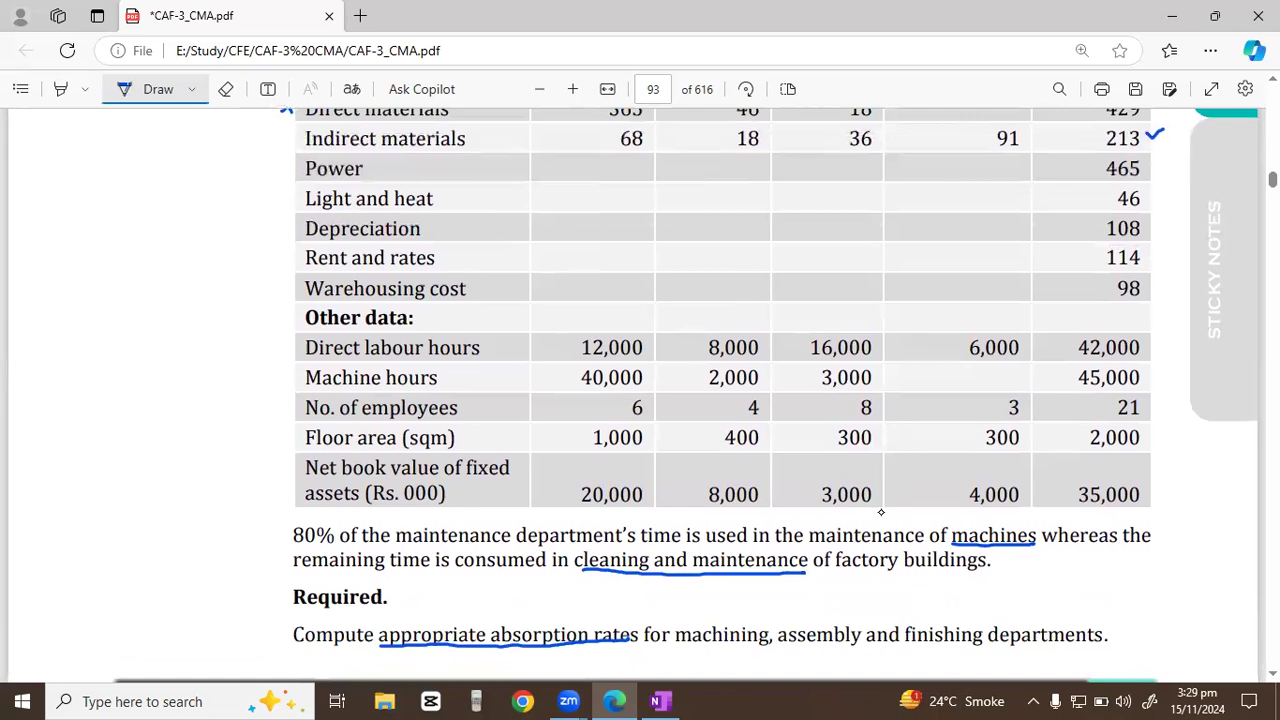 *CAF-3_CMA.pdf
File E:/Study/CFE/CAF-3%20CMA/CAF-3_CMA.pdf
Draw Ask Copilot 93 of 616
Direct materials 365 46 18 429
Indirect materials 68 18 36 91 213
Power 465
Light and heat 46
Depreciation 108
Rent and rates 114
Warehousing cost 98
Other data:
Direct labour hours 12,000 8,000 16,000 6,000 42,000
Machine hours 40,000 2,000 3,000 45,000
No. of employees 6 4 8 3 21
Floor area (sqm) 1,000 400 300 300 2,000
Net book value of fixed
assets (Rs. 000) 20,000 8,000 3,000 4,000 35,000
80% of the maintenance department's time is used in the maintenance of machines whereas the
remaining time is consumed in cleaning and maintenance of factory buildings.
Required.
Compute appropriate absorption rates for machining, assembly and finishing departments.
STICKY NOTES
Type here to search
zm
N
1
24°C Smoke
3:29 pm
15/11/2024